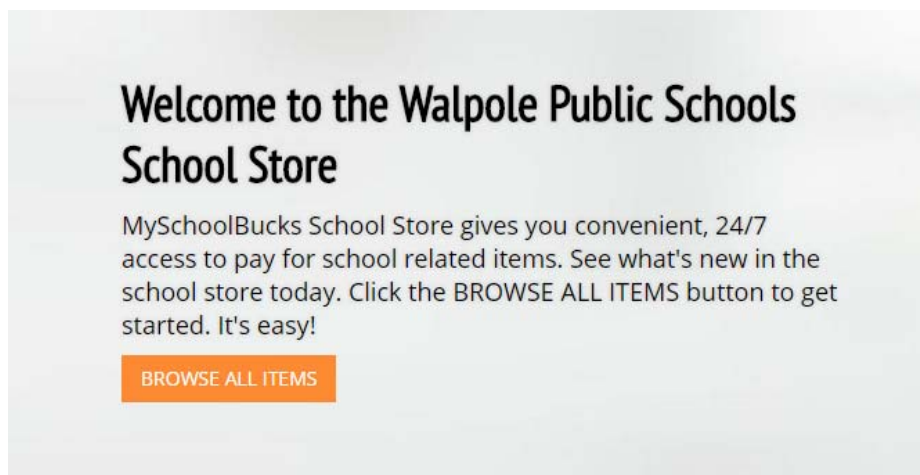 Welcome to the Walpole Public Schools
School Store
MySchoolBucks School Store gives you convenient, 24/7
access to pay for school related items. See what's new in the
school store today. Click the BROWSE ALL ITEMS button to get
started. It's easy!
BROWSE ALL ITEMS